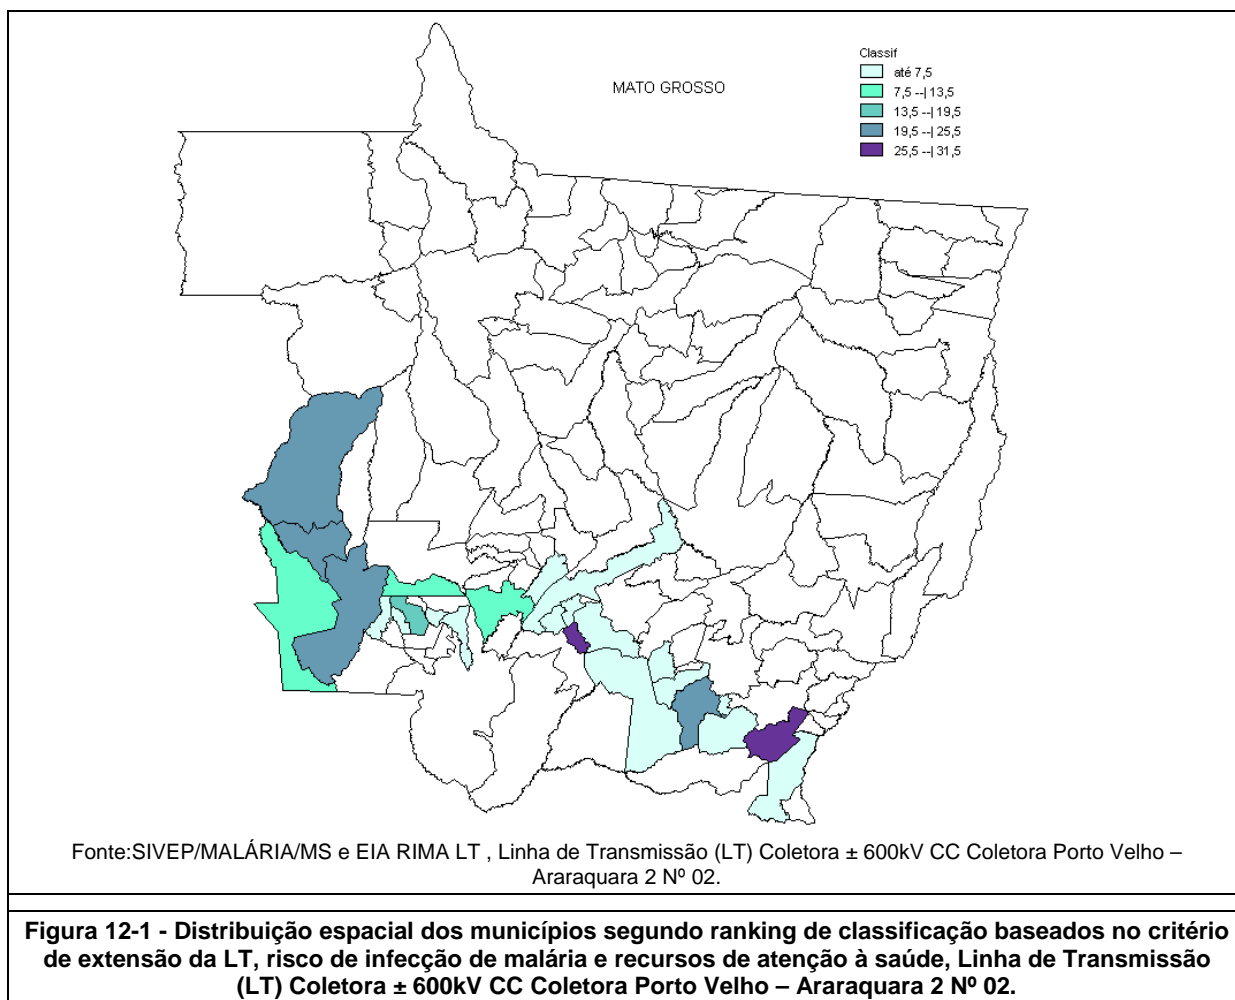 MATO GROSSO
Classif
até 7,5
7,5 --| 13,5
13,5 --| 19,5
19,5 --| 25,5
25,5 --| 31,5
Fonte:SIVEP/MALÁRIA/MS e EIA RIMA LT , Linha de Transmissão (LT) Coletora ± 600kV CC Coletora Porto Velho –
Araraquara 2 Nº 02.
Figura 12-1 - Distribuição espacial dos municípios segundo ranking de classificação baseados no critério
de extensão da LT, risco de infecção de malária e recursos de atenção à saúde, Linha de Transmissão
(LT) Coletora ± 600kV CC Coletora Porto Velho – Araraquara 2 Nº 02.